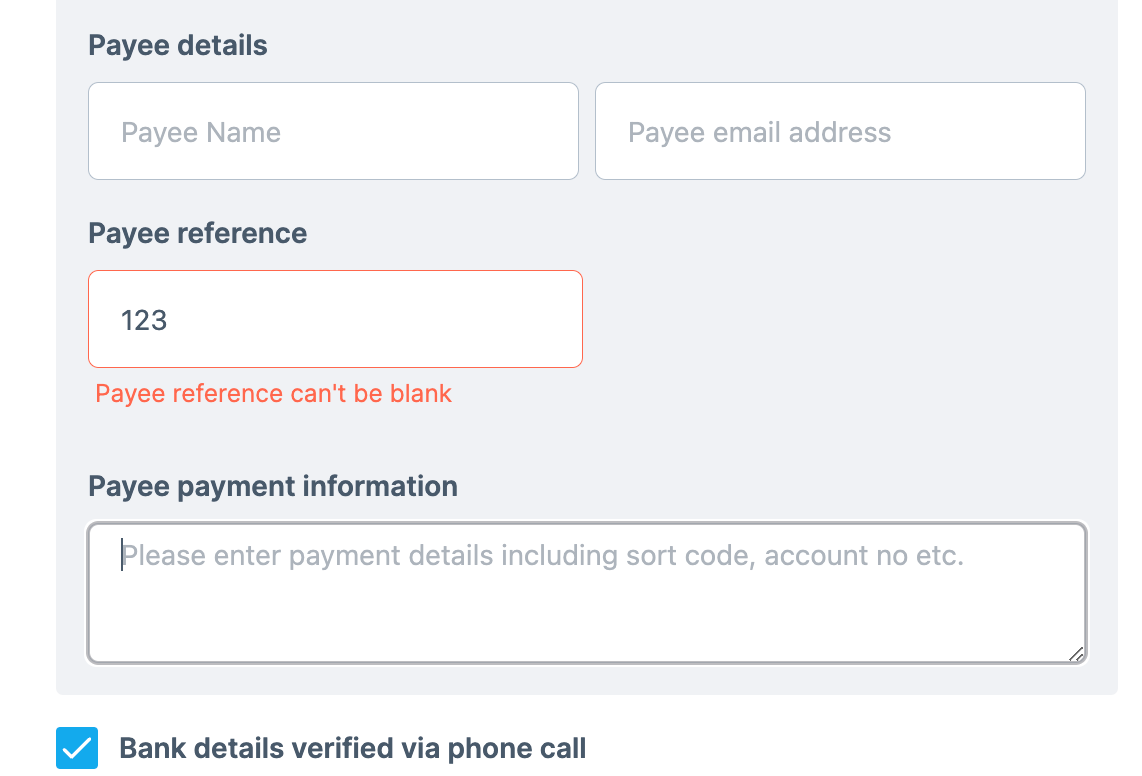 Payee details
Payee Name
Payee email address
Payee reference
123
Payee reference can't be blank
Payee payment information
Please enter payment details including sort code, account no etc.
Bank details verified via phone call